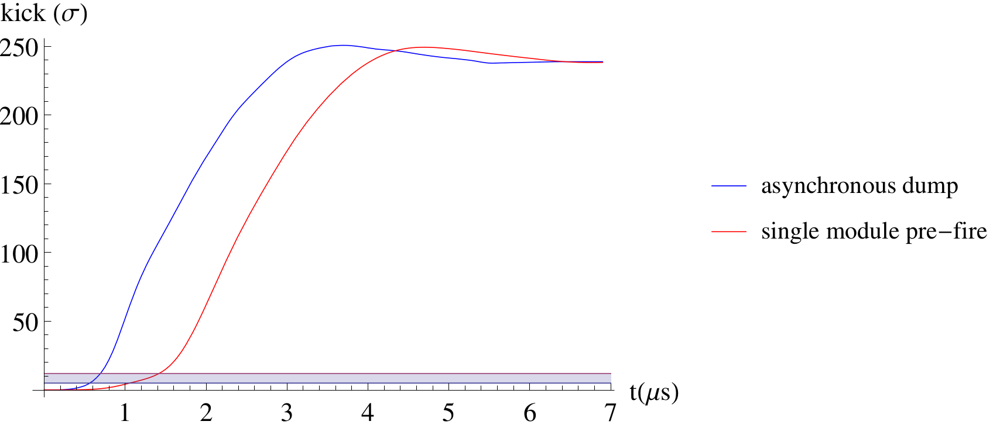 kick (σ)
250
200
150
100
50
1 2 3 4 5 6 7
t(μs)
asynchronous dump
single module pre−fire